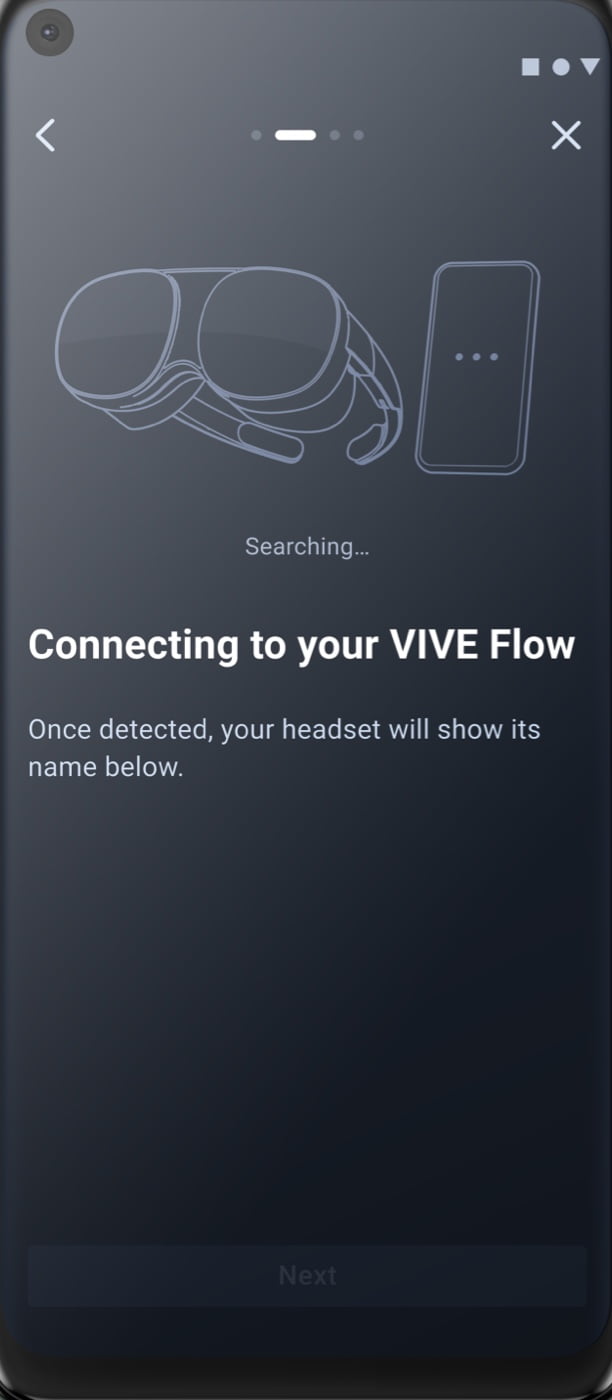 Searching...
Connecting to your VIVE Flow
Once detected, your headset will show its
name below.
Next